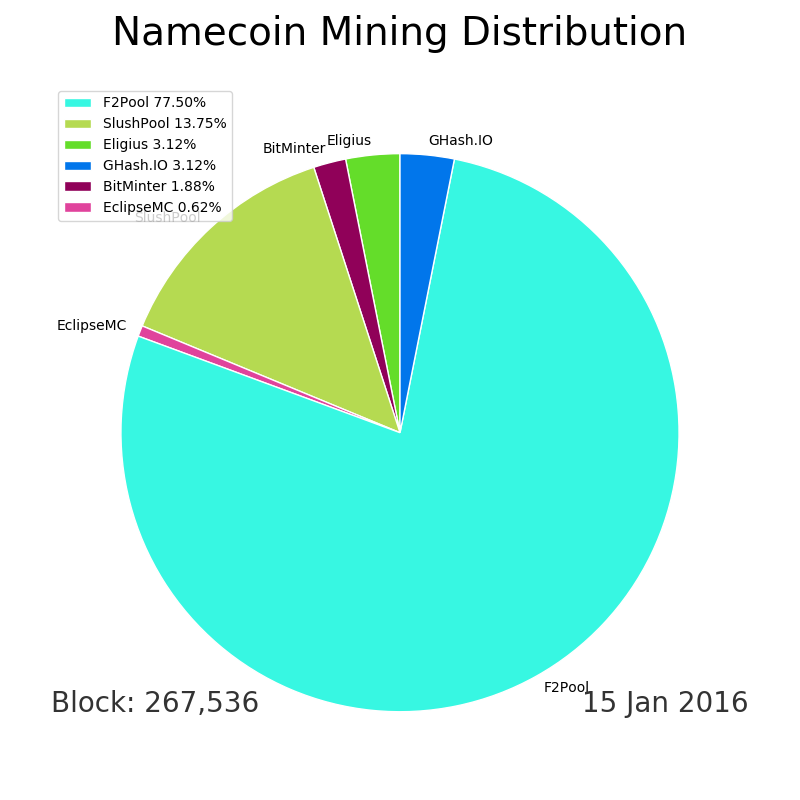 Namecoin Mining Distribution
F2Pool 77.50%
SlushPool 13.75%
Eligius 3.12%
GHash.IO 3.12%
BitMinter 1.88%
EclipseMC 0.62%
BitMinter
Eligius
GHash.IO
SlushPool
EclipseMC
F2Pool
Block: 267,536
15 Jan 2016